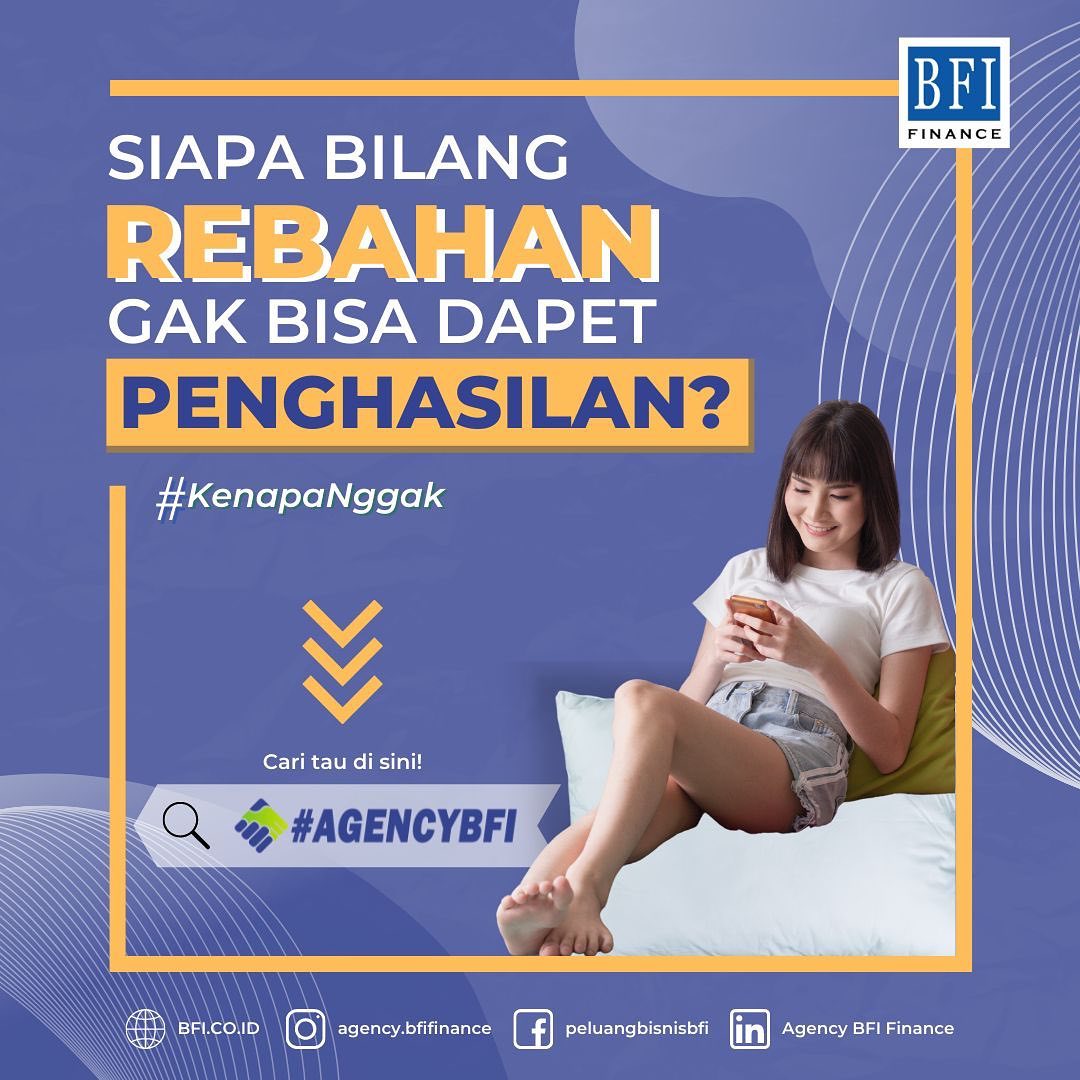 BFI
FINANCE
SIAPA BILANG
REBAHAN
GAK BISA DAPET
PENGHASILAN?
#KenapaNggak
Cari tau di sini!
#AGENCYBFI
BFI.CO.ID
agency.bfifinance
peluangbisnisbfi
Agency BFI Finance